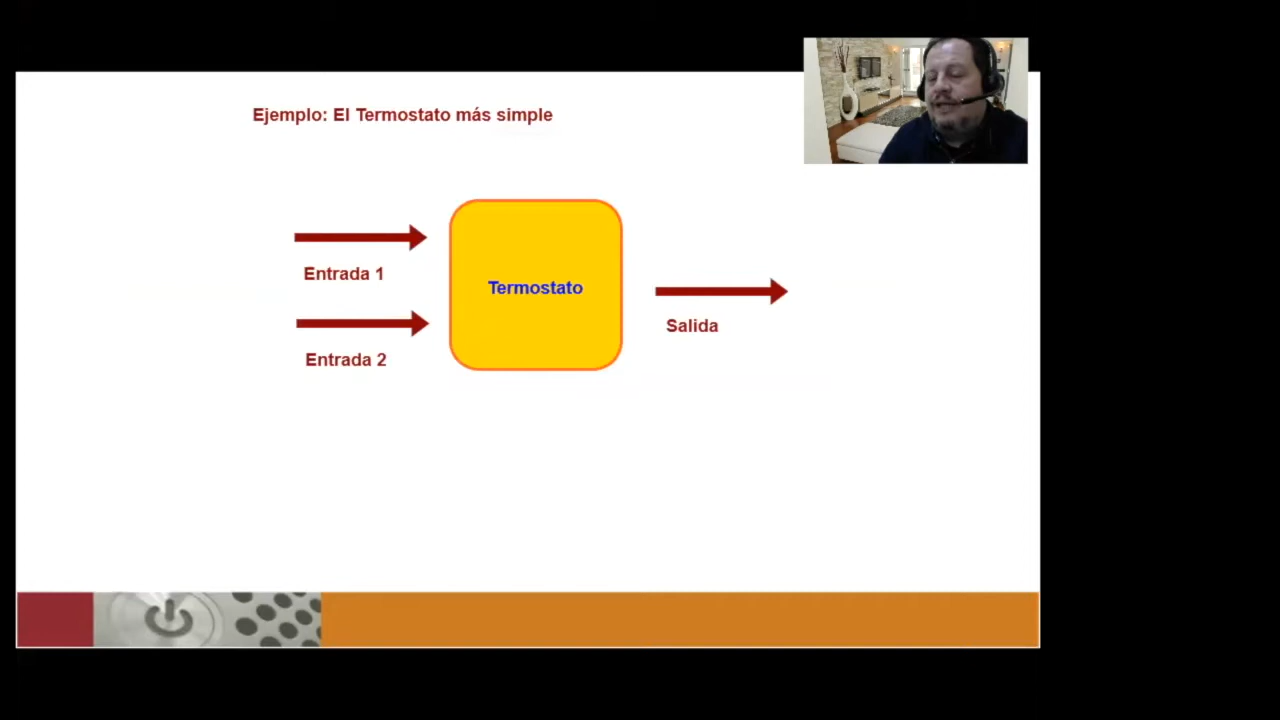 Ejemplo: El Termostato más simple
Entrada 1
Termostato
Entrada 2
Salida